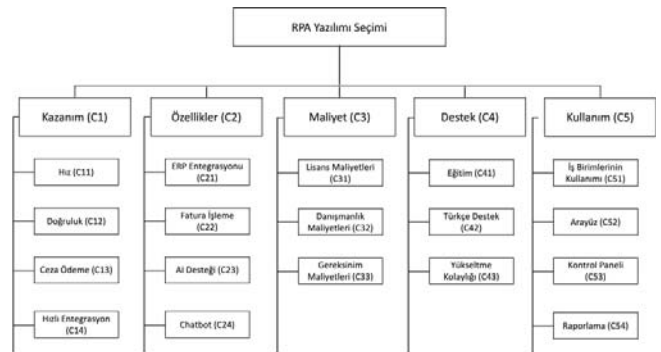 RPA Yazılımı Seçimi
Kazanım (C1)
Hız (C11)
Doğruluk (C12)
Ceza Ödeme (C13)
Hızlı Entegrasyon
(C14)
Özellikler (C2)
ERP Entegrasyonu
(C21)
Fatura İşleme
(C22)
AI Desteği (C23)
Chatbot (C24)
Maliyet (C3)
Lisans Maliyetleri
(C31)
Danışmanlık
Maliyetleri (C32)
Gereksinim
Maliyetleri (C33)
Destek (C4)
Eğitim (C41)
Türkçe Destek
(C42)
Yükseltme
Kolaylığı (C43)
Kullanım (C5)
İş Birimlerinin
Kullanımı (C51)
Arayüz (C52)
Kontrol Paneli
(C53)
Raporlama (C54)